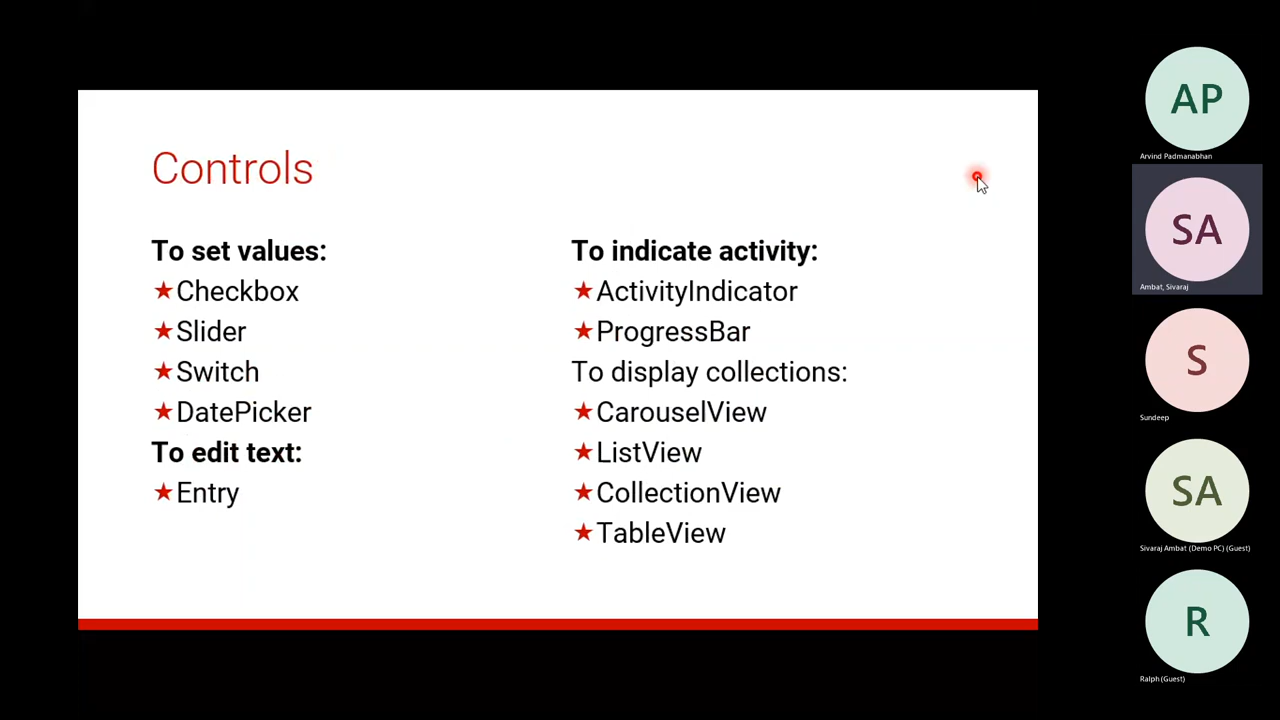 Controls
To set values:
Checkbox
Slider
Switch
DatePicker
To edit text:
Entry
To indicate activity:
ActivityIndicator
ProgressBar
To display collections:
CarouselView
ListView
CollectionView
TableView
AP
Arvind Padmanabhan
SA
Ambat, Sivaraj
S
Sundeep
SA
Sivaraj Ambat (Demo PC) (Guest)
R
Ralph (Guest)